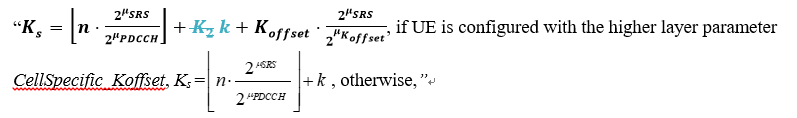 “K_s = ⌊n · 2^μSRS / 2^μPDCCH⌋ + K_2 k + K_offset · 2^μSRS / 2^μKoffset, if UE is configured with the higher layer parameter
CellSpecific_Koffset, K_s = ⌊n· 2^μSRS / 2^μPDCCH⌋ + k , otherwise, ”↵